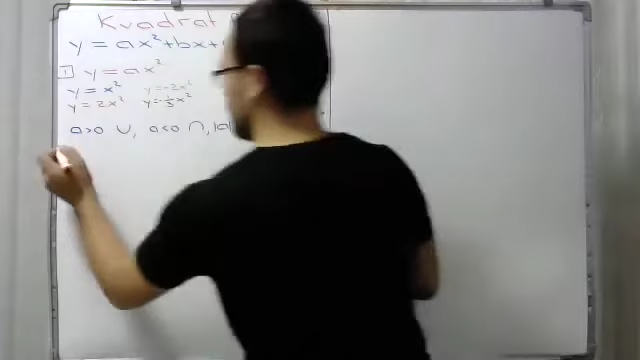 Kvadrat
y = ax² + bx +
1 y = ax²
y = x² y = -2x²
y = 2x² y = -⅓x²
a>0 ∪, a<0 ∩, |a|